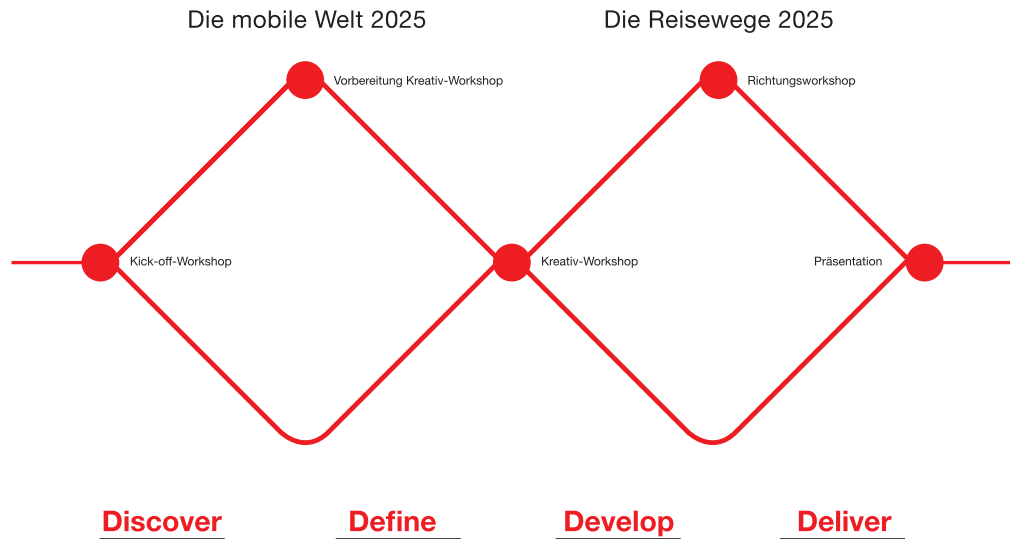 Die mobile Welt 2025
Die Reisewege 2025
Vorbereitung Kreativ-Workshop
Richtungsworkshop
Kick-off-Workshop
Kreativ-Workshop
Präsentation
Discover
Define
Develop
Deliver